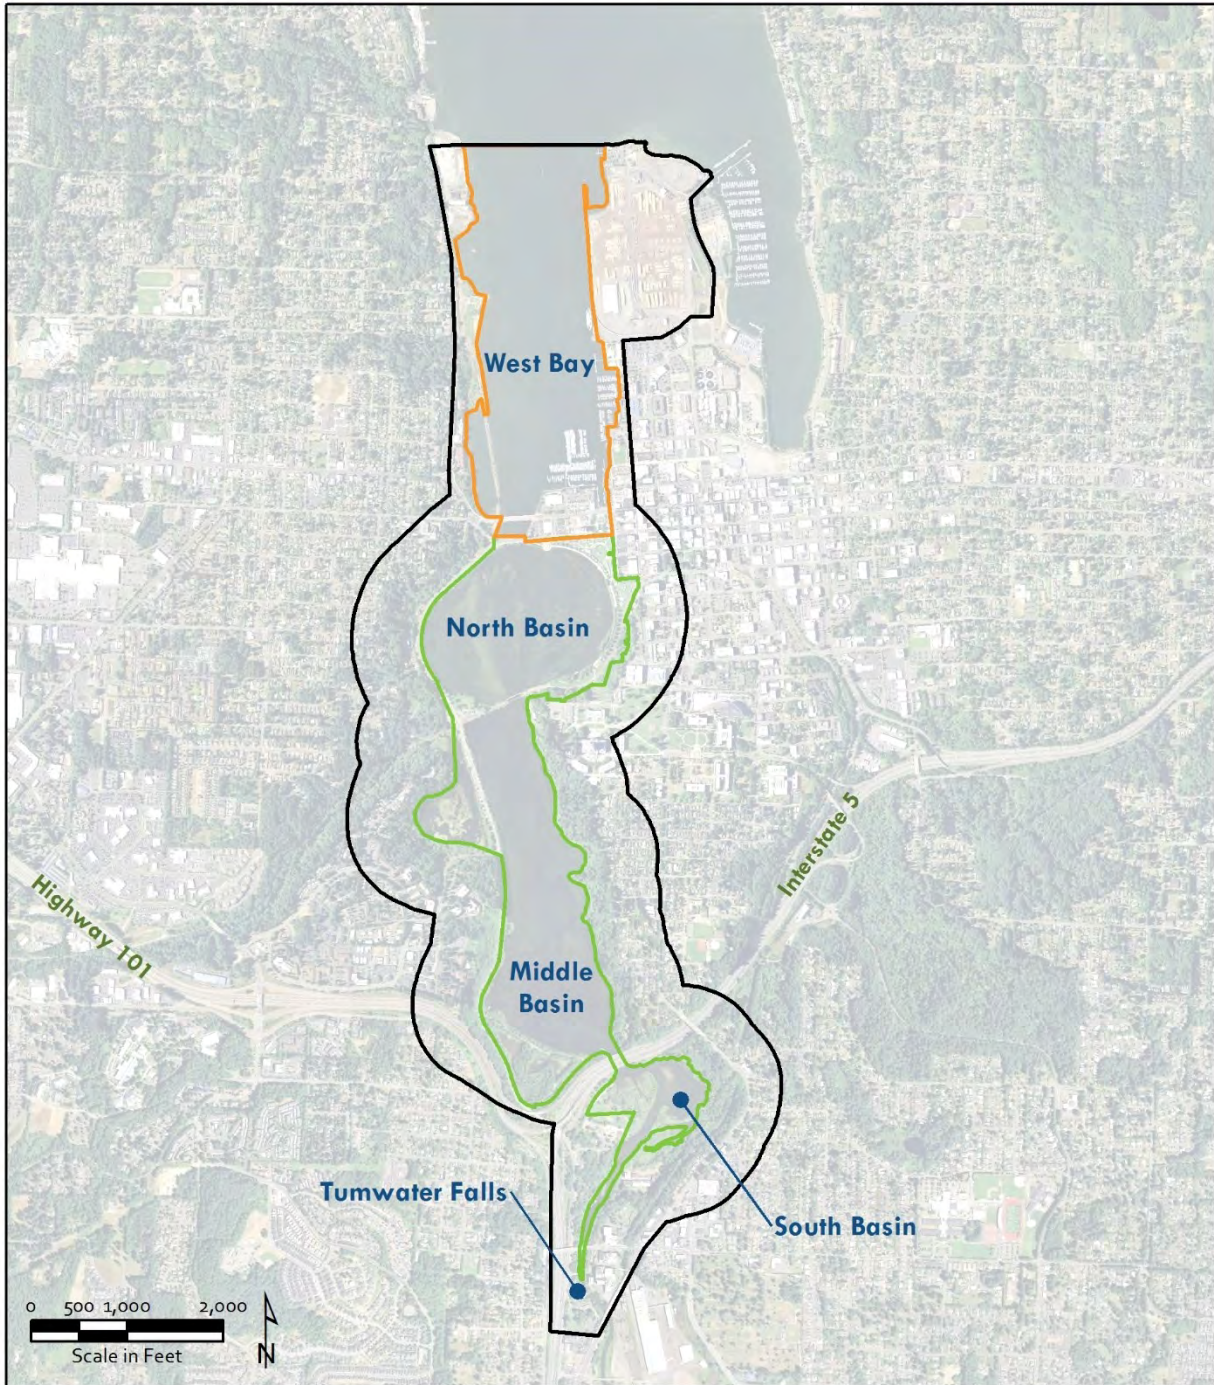 West Bay
North Basin
Interstate 5
Highway 101
Middle
Basin
Tumwater Falls
South Basin
0 500 1,000 2,000
Scale in Feet
N